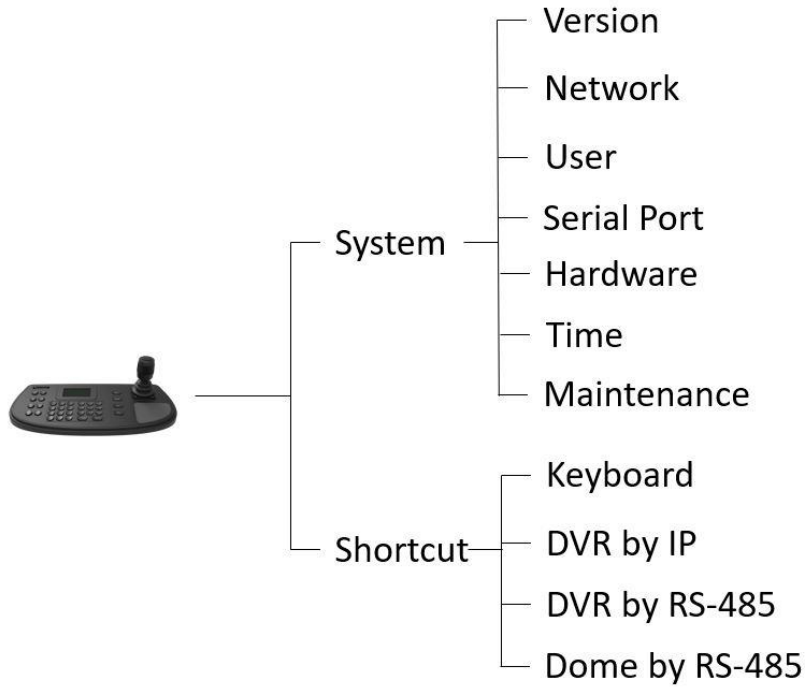 Version
Network
User
Serial Port
System
Hardware
Time
Maintenance
Keyboard
Shortcut
DVR by IP
DVR by RS-485
Dome by RS-485